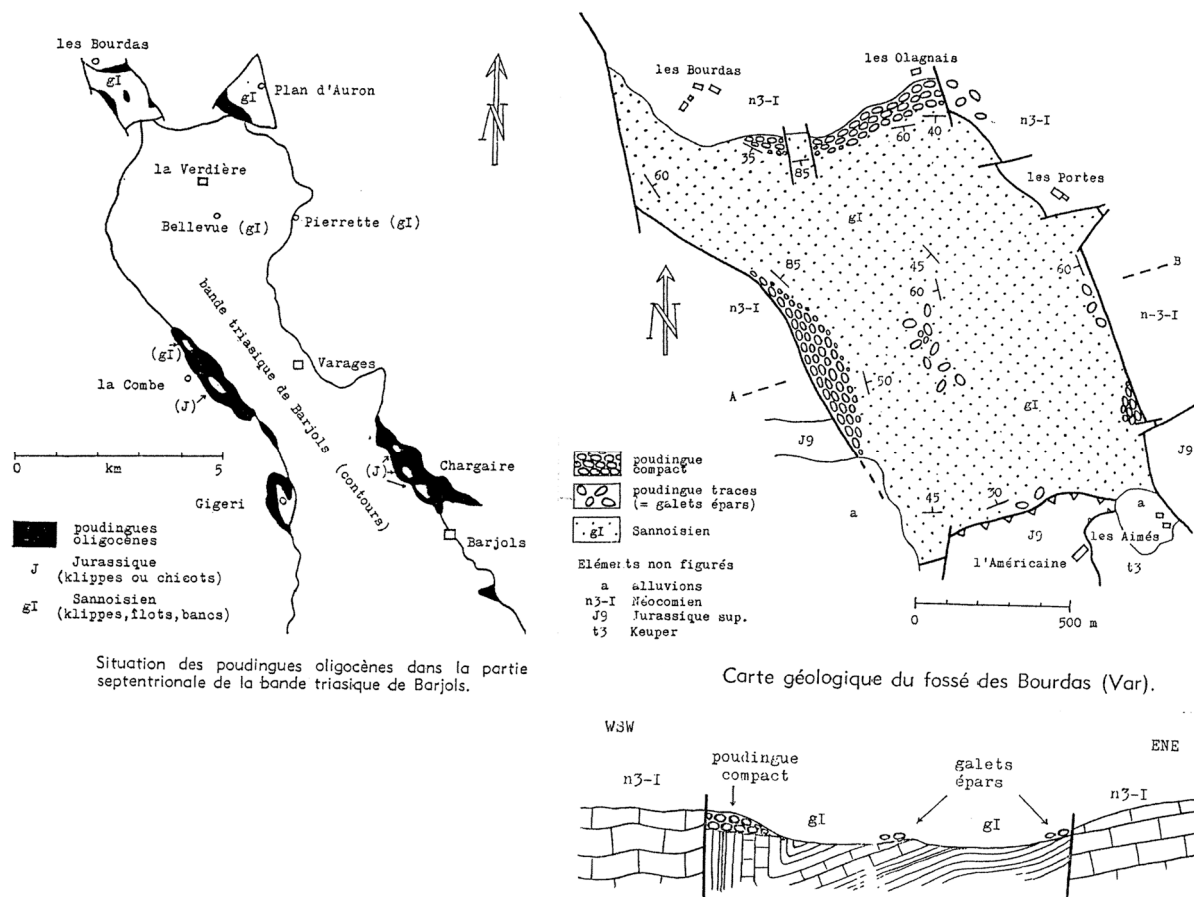 les Bourdas
gI
gI
Plan d'Auron
N
la Verdière
Bellevue (gI)
Pierrette (gI)
bande triasique de Barjols (contours)
(gI)
la Combe
(J)
Varages
0 5
km
(J)
Chargaire
Gigeri
Barjols
poudingues
oligocènes
J Jurassique
(klippes ou chicots)
gI Sannoisien
(klippes,flots,bancs)
Situation des poudingues oligocènes dans la partie
septentrionale de la bande triasique de Barjols.
les Bourdas
les Olagnais
n3-I
n3-I
35
85
60
40
60
les Portes
gI
N
85
45
60
60
B
n3-I
n-3-I
A
50
J9
gI
J9
a
45
30
a
J9
les Aimés
l'Américaine
t3
poudingue
compact
poudingue traces
(= galets épars)
gI Sannoisien
Eléments non figurés
a alluvions
n3-I Néocomien
J9 Jurassique sup.
t3 Keuper
0 500 m
Carte géologique du fossé des Bourdas (Var).
WSW
ENE
n3-I
poudingue
compact
galets
épars
n3-I
gI
gI